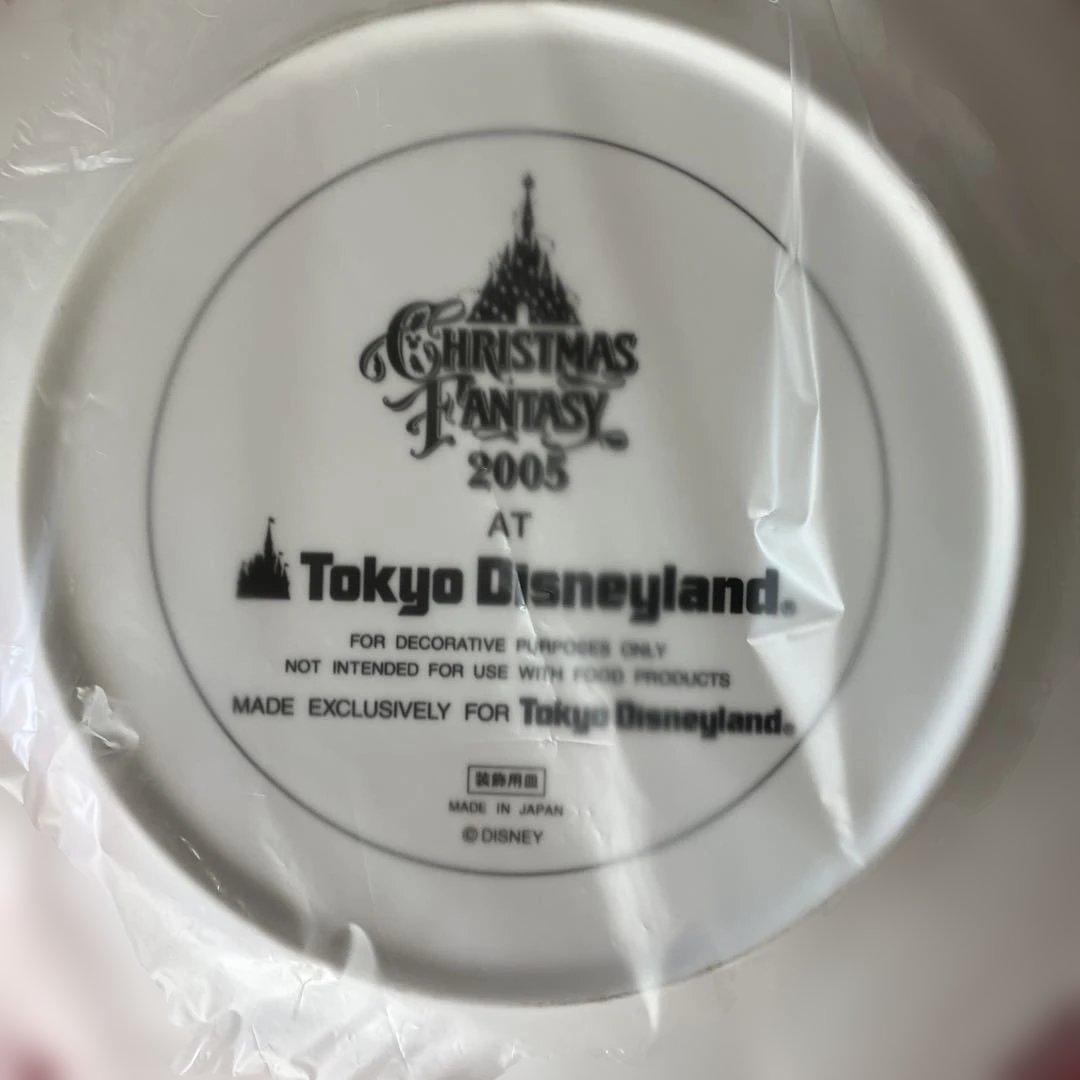 CHRISTMAS
FANTASY
2005
AT
Tokyo Disneyland®
FOR DECORATIVE PURPOSES ONLY
NOT INTENDED FOR USE WITH FOOD PRODUCTS
MADE EXCLUSIVELY FOR Tokyo Disneyland®
装飾用皿
MADE IN JAPAN
© DISNEY